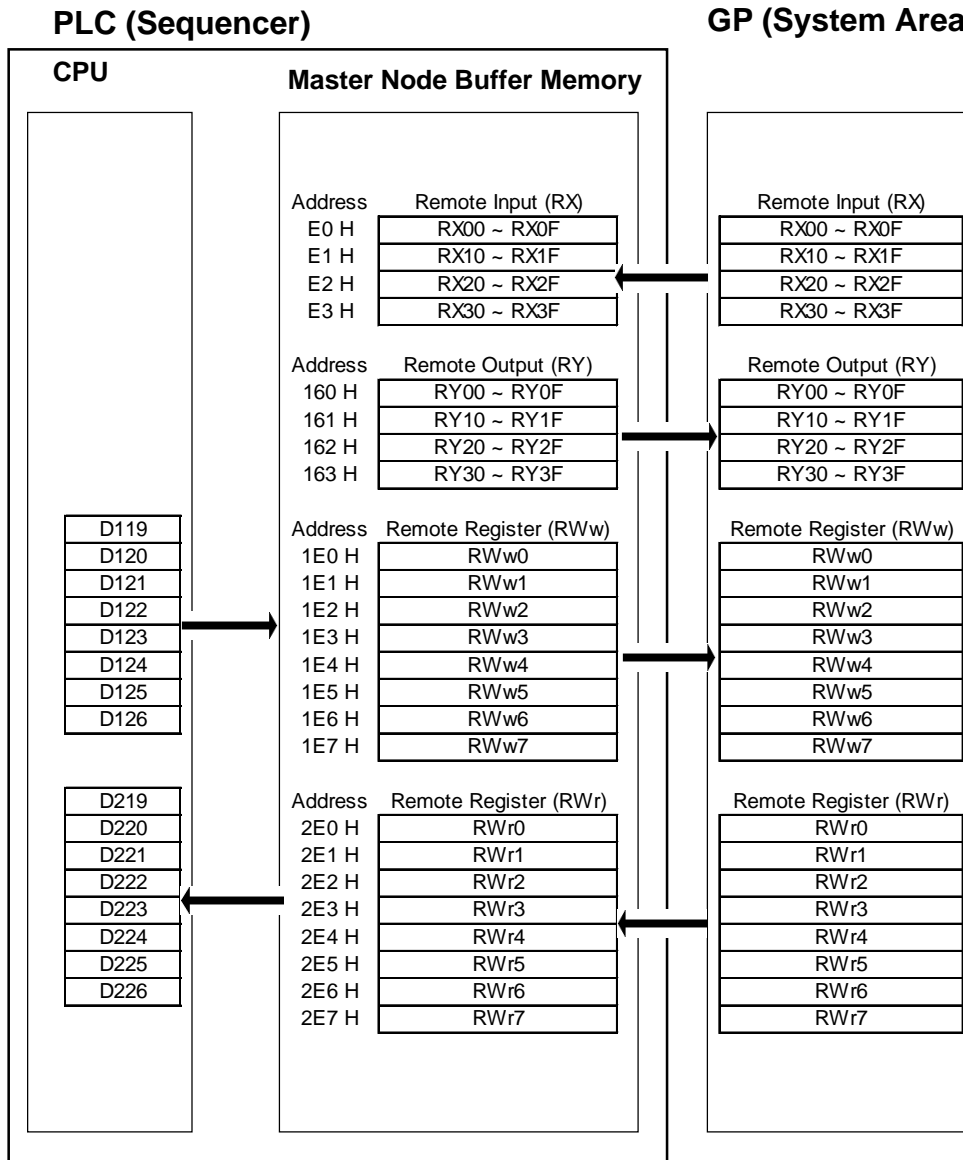 PLC (Sequencer) GP (System Area
CPU
Master Node Buffer Memory
Address Remote Input (RX) Remote Input (RX)
E0 H RX00 ~ RX0F RX00 ~ RX0F
E1 H RX10 ~ RX1F RX10 ~ RX1F
E2 H RX20 ~ RX2F RX20 ~ RX2F
E3 H RX30 ~ RX3F RX30 ~ RX3F
Address Remote Output (RY) Remote Output (RY)
160 H RY00 ~ RY0F RY00 ~ RY0F
161 H RY10 ~ RY1F RY10 ~ RY1F
162 H RY20 ~ RY2F RY20 ~ RY2F
163 H RY30 ~ RY3F RY30 ~ RY3F
D119 Address Remote Register (RWw) Remote Register (RWw)
D120 1E0 H RWw0 RWw0
D121 1E1 H RWw1 RWw1
D122 1E2 H RWw2 RWw2
D123 1E3 H RWw3 RWw3
D124 1E4 H RWw4 RWw4
D125 1E5 H RWw5 RWw5
D126 1E6 H RWw6 RWw6
1E7 H RWw7 RWw7
D219 Address Remote Register (RWr) Remote Register (RWr)
D220 2E0 H RWr0 RWr0
D221 2E1 H RWr1 RWr1
D222 2E2 H RWr2 RWr2
D223 2E3 H RWr3 RWr3
D224 2E4 H RWr4 RWr4
D225 2E5 H RWr5 RWr5
D226 2E6 H RWr6 RWr6
2E7 H RWr7 RWr7